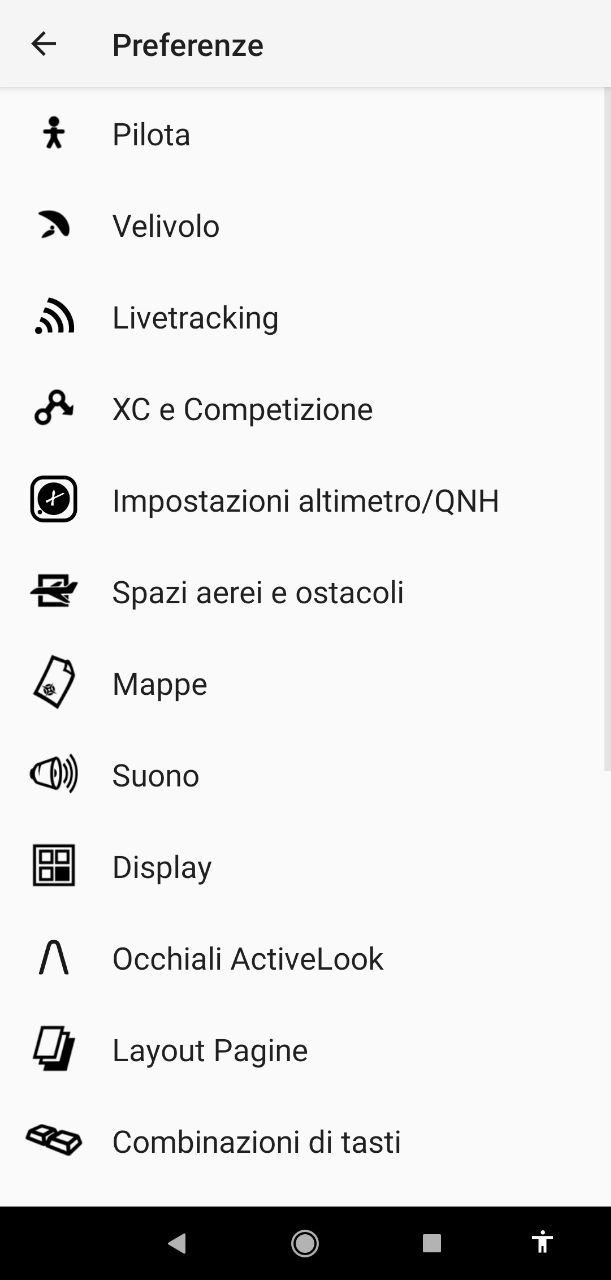 Preferenze
Pilota
Velivolo
Livetracking
XC e Competizione
Impostazioni altimetro/QNH
Spazi aerei e ostacoli
Mappe
Suono
Display
Occhiali ActiveLook
Layout Pagine
Combinazioni di tasti